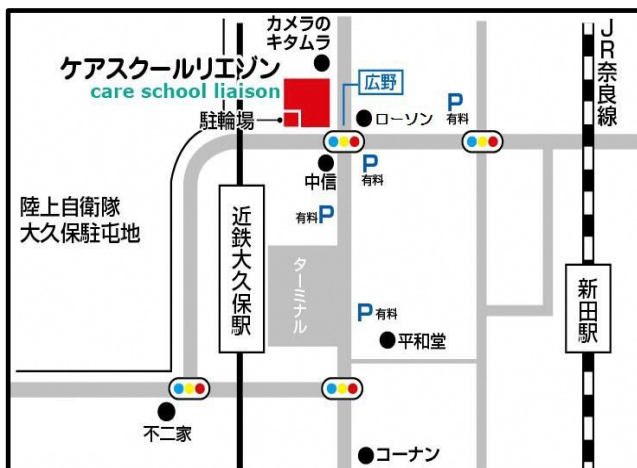 カメラの
キタムラ
JR奈良線
ケアスクールリエゾン
care school liaison
広野
P
有料
駐輪場
ローソン
中信
P
有料
陸上自衛隊
大久保駐屯地
有料P
近鉄大久保駅
ターミナル
新田駅
P有料
平和堂
不二家
コーナン